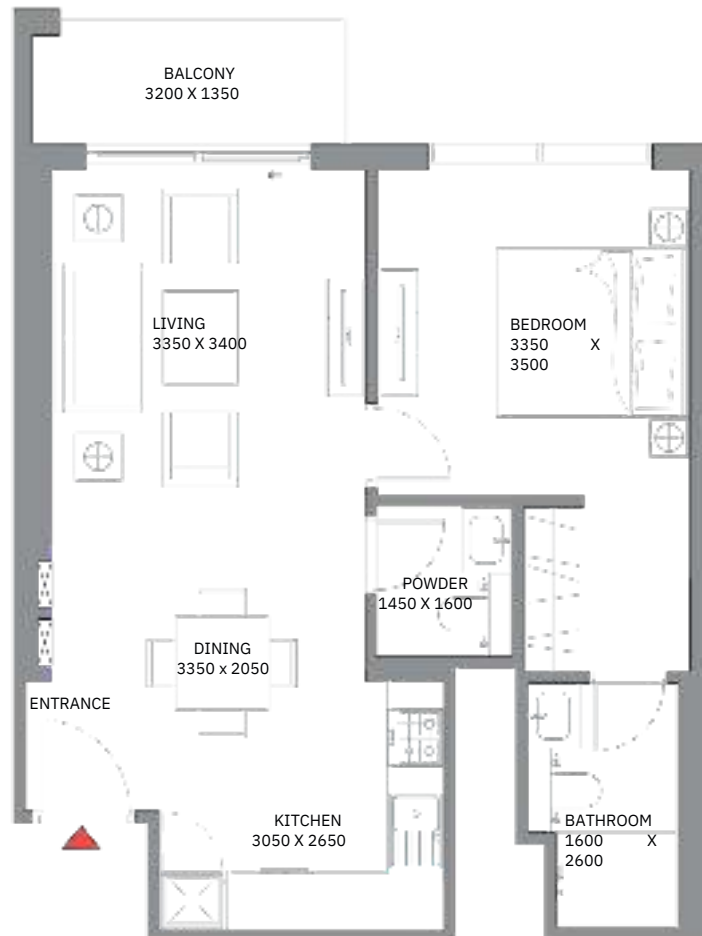 BALCONY
3200 X 1350
LIVING
3350 X 3400
BEDROOM
3350 X
3500
POWDER
1450 X 1600
DINING
3350 x 2050
ENTRANCE
KITCHEN
3050 X 2650
BATHROOM
1600 X
2600